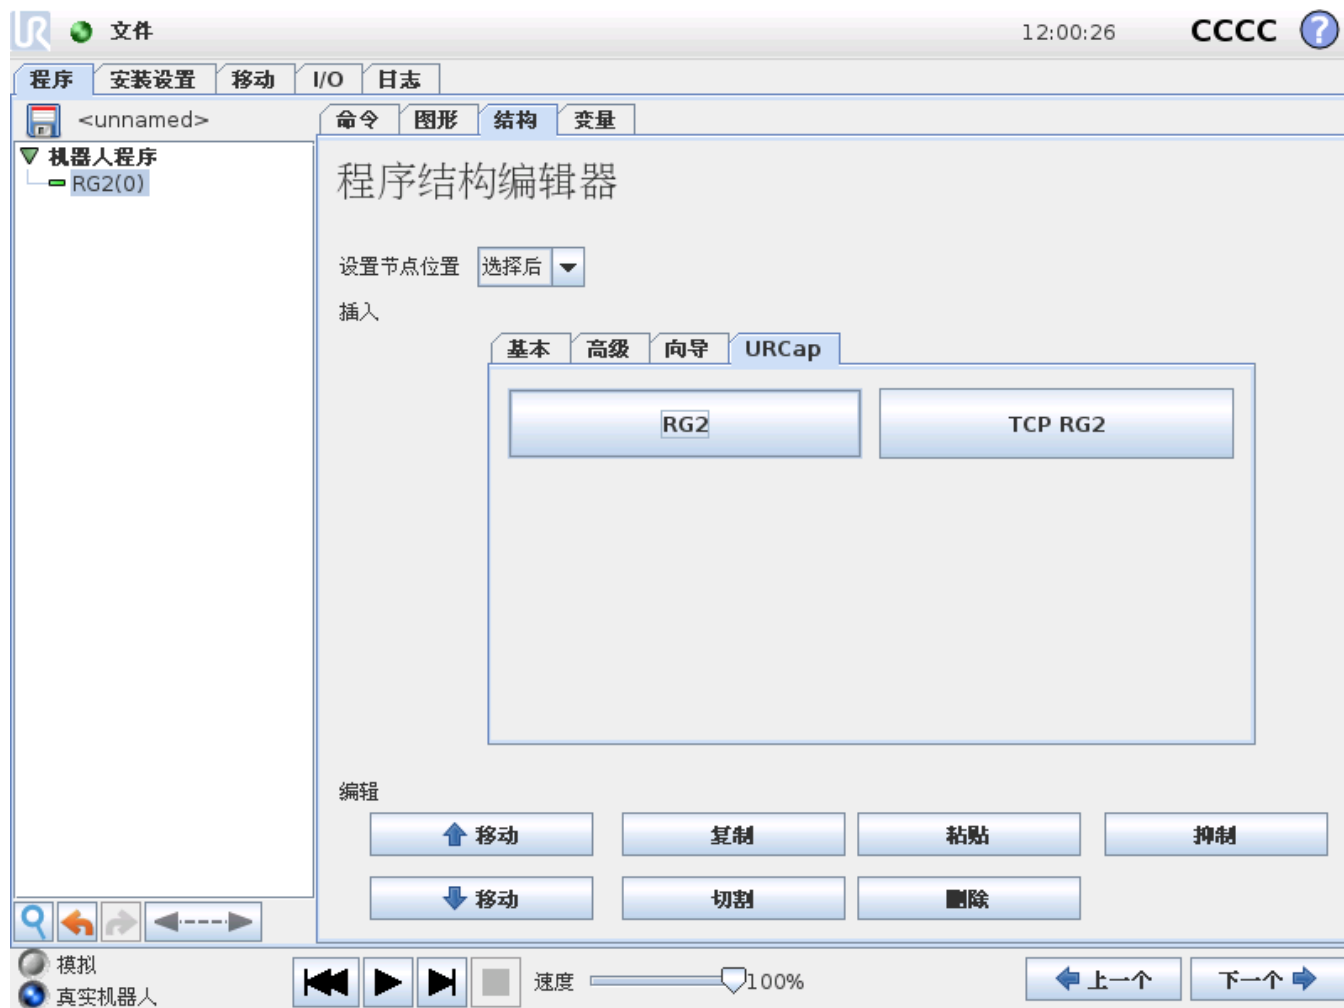 文件 12:00:26 CCCC ?
程序 安装设置 移动 I/O 日志
<unnamed> 命令 图形 结构 变量
机器人程序
RG2(0)
程序结构编辑器
设置节点位置 选择后
插入
基本 高级 向导 URCap
RG2 TCP RG2
编辑
移动 复制 粘贴 抑制
移动 切割 删除
模拟
真实机器人
速度 100% 上一个 下一个